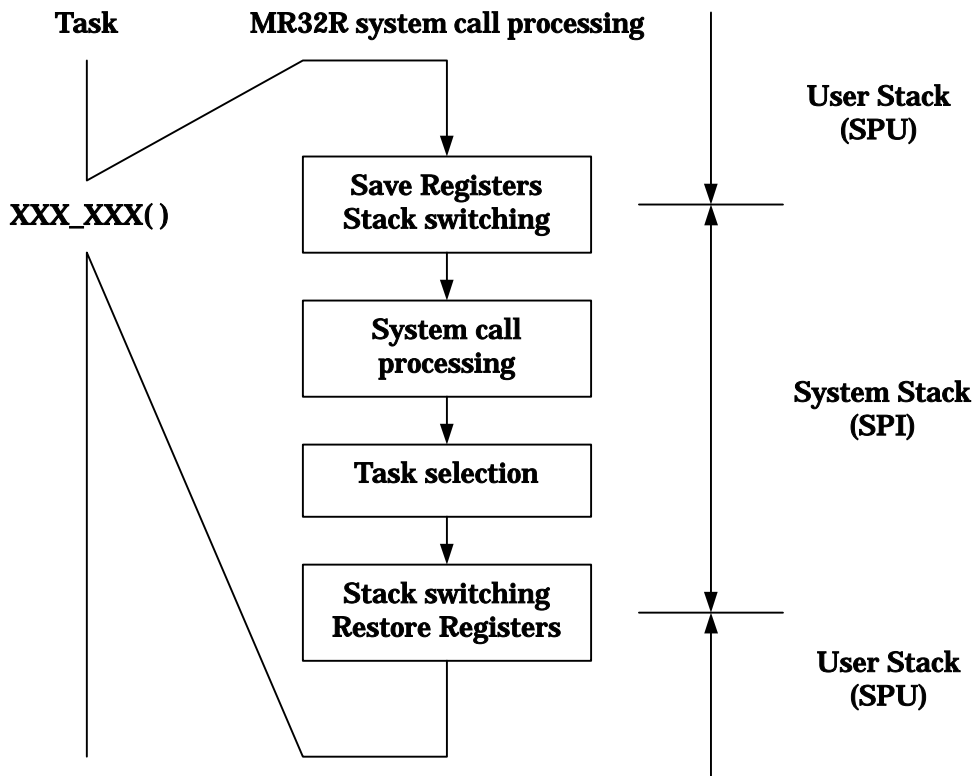 Task
MR32R system call processing
User Stack
(SPU)
Save Registers
Stack switching
XXX_XXX( )
System call
processing
System Stack
(SPI)
Task selection
Stack switching
Restore Registers
User Stack
(SPU)